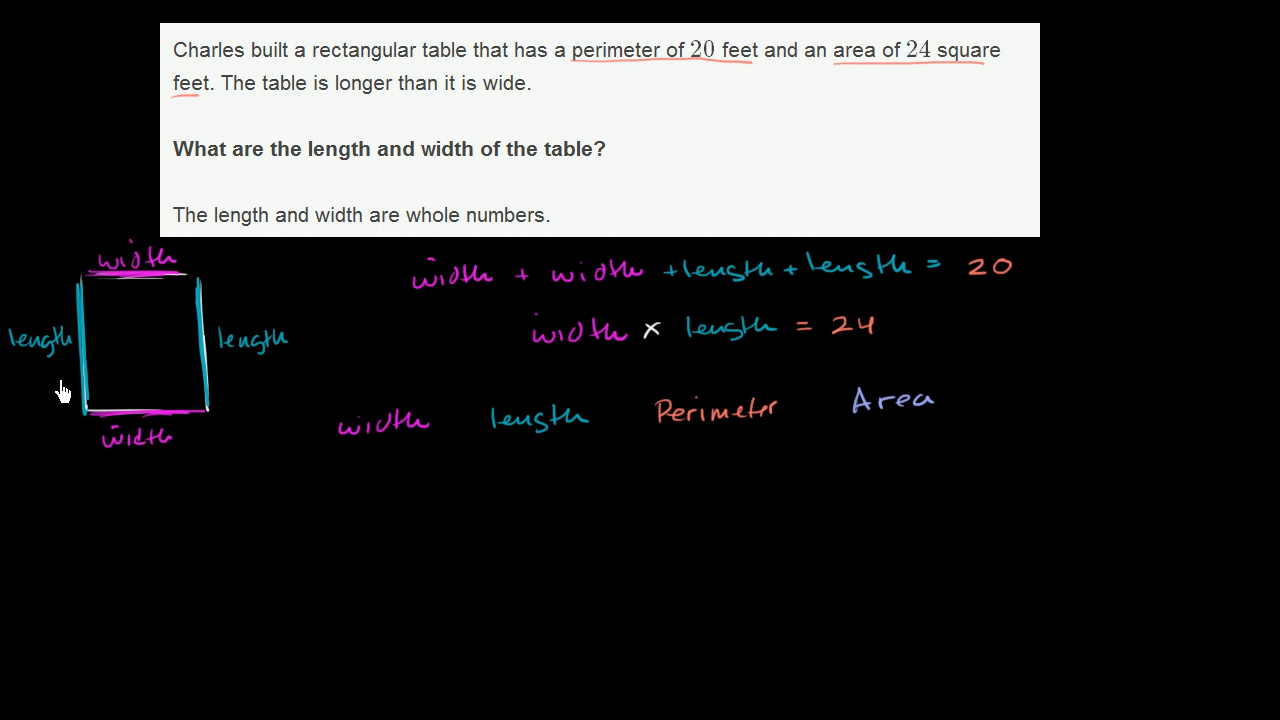 Charles built a rectangular table that has a perimeter of 20 feet and an area of 24 square
feet. The table is longer than it is wide.
What are the length and width of the table?
The length and width are whole numbers.
width
width + width + length + length = 20
length
length
width × length = 24
width
width length Perimeter Area